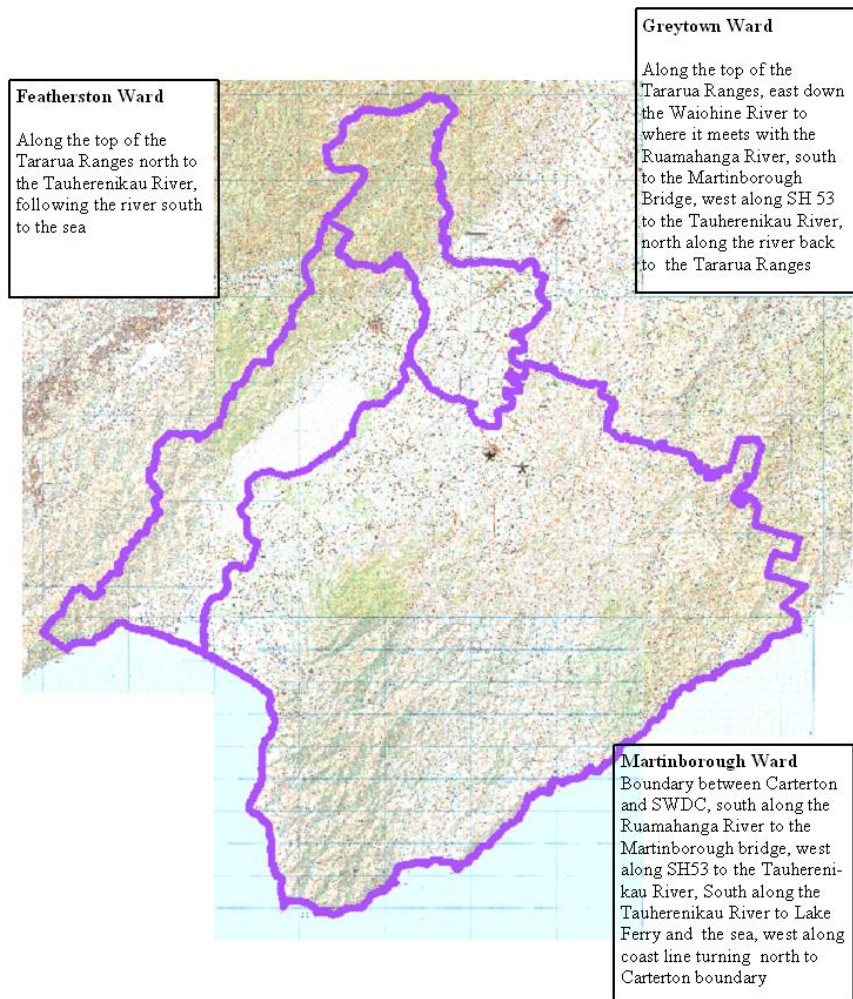 Greytown Ward
Along the top of the
Tararua Ranges, east down
the Waiohine River to
where it meets with the
Ruamahanga River, south
to the Martinborough
Bridge, west along SH 53
to the Tauherenikau River,
north along the river back
to the Tararua Ranges
Featherston Ward
Along the top of the
Tararua Ranges north to
the Tauherenikau River,
following the river south
to the sea
Martinborough Ward
Boundary between Carterton
and SWDC, south along the
Ruamahanga River to the
Martinborough bridge, west
along SH53 to the Tauhereni-
kau River, South along the
Tauherenikau River to Lake
Ferry and the sea, west along
coast line turning north to
Carterton boundary